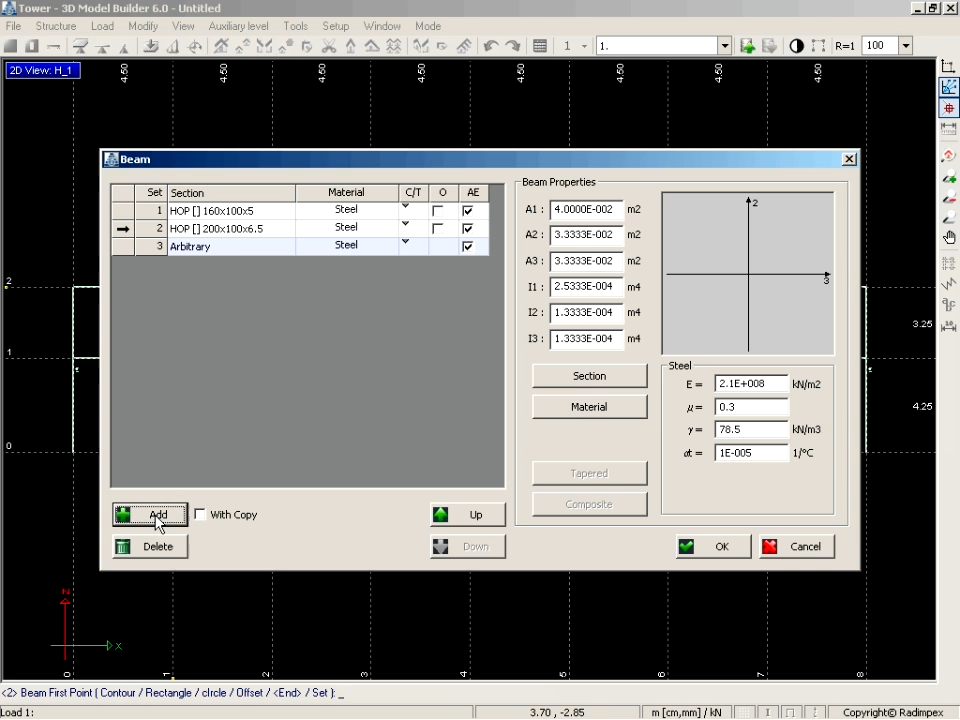 Tower - 3D Model Builder 6.0 - Untitled
File Structure Load Modify View Auxiliary level Tools Setup Window Mode
1 1. R=1 100
2D View: H_1
4.50 4.50 4.50 4.50 4.50 4.50 4.50 4.50
Beam
Set Section Material C/T O AE
1 HOP [] 160x100x5 Steel
2 HOP [] 200x100x6.5 Steel
3 Arbitrary Steel
Beam Properties
A1 : 4.0000E-002 m2
A2 : 3.3333E-002 m2
A3 : 3.3333E-002 m2
I1 : 2.5333E-004 m4
I2 : 1.3333E-004 m4
I3 : 1.3333E-004 m4
2
3
Section
Material
Tapered
Composite
Steel
E = 2.1E+008 kN/m2
μ = 0.3
γ = 78.5 kN/m3
αt = 1E-005 1/°C
Add With Copy Up
Delete Down OK Cancel
2
1
0
3.25
4.25
Z
X
0 1 2 3 4 5 6 7 8
<2> Beam First Point ( Contour / Rectangle / cIrcle / Offset / <End> / Set ): _
Load 1: 3.70 , -2.85 m [cm,mm] / kN Copyright© Radimpex